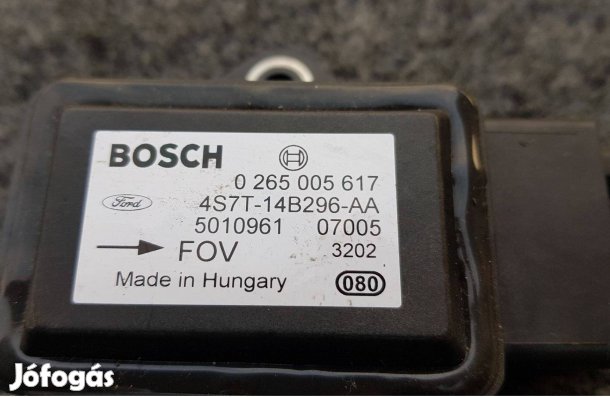 BOSCH
0 265 005 617
Ford
4S7T-14B296-AA
5010961 07005
FOV 3202
Made in Hungary 080
Jófogás